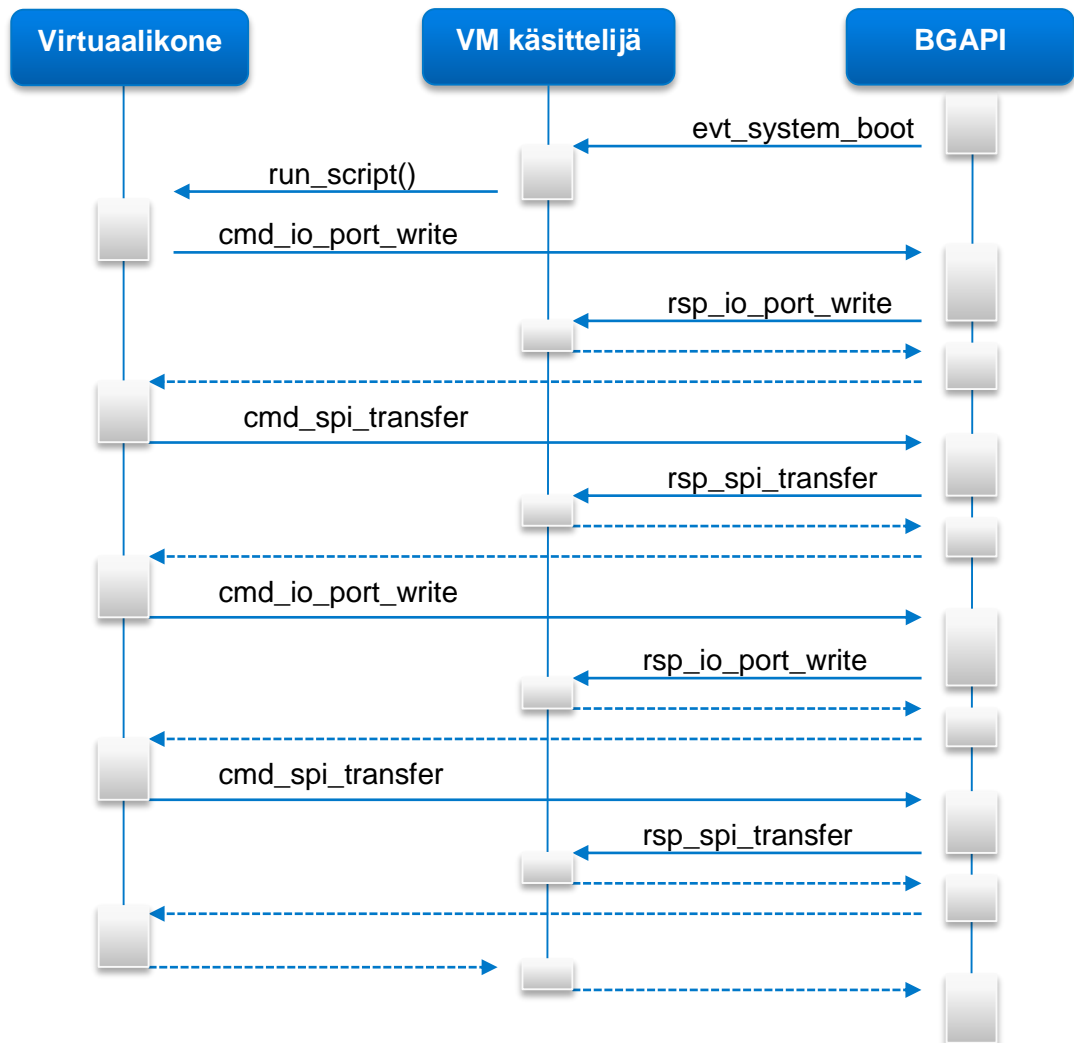 Virtuaalikone
VM käsittelijä
BGAPI
evt_system_boot
run_script()
cmd_io_port_write
rsp_io_port_write
cmd_spi_transfer
rsp_spi_transfer
cmd_io_port_write
rsp_io_port_write
cmd_spi_transfer
rsp_spi_transfer